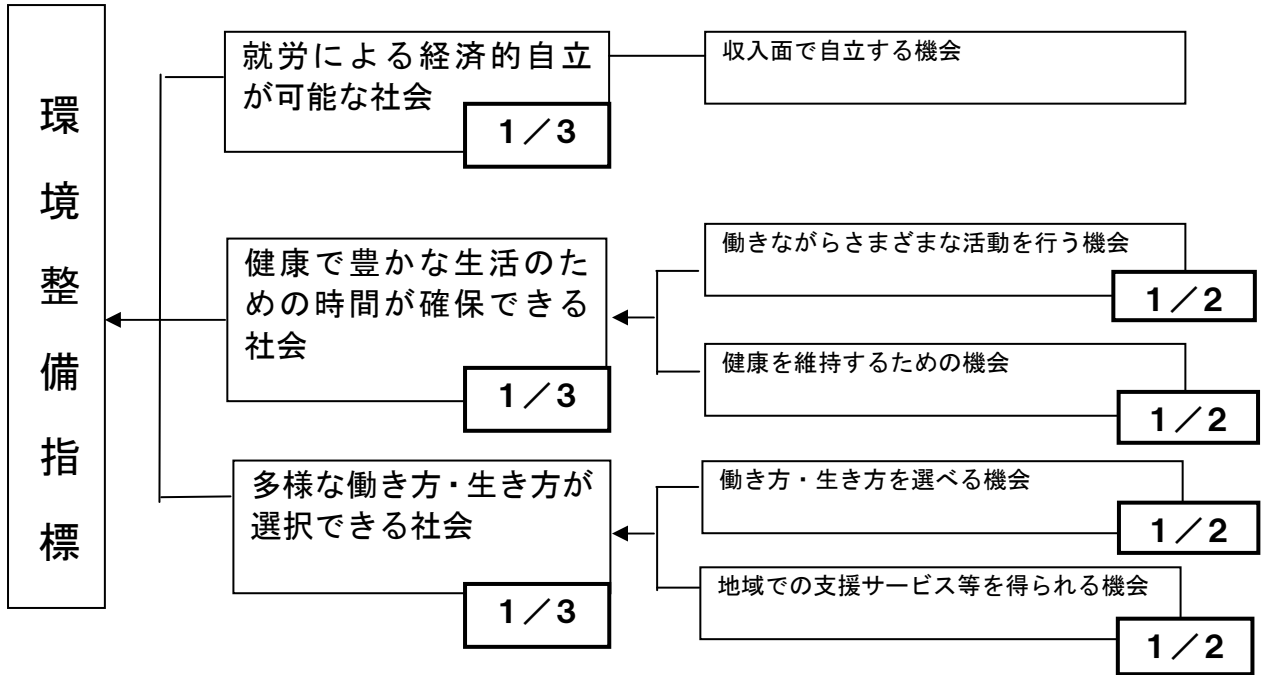 環境整備指標
就労による経済的自立
が可能な社会
1/3
収入面で自立する機会
健康で豊かな生活のた
めの時間が確保できる
社会
1/3
働きながらさまざまな活動を行う機会
1/2
健康を維持するための機会
1/2
多様な働き方・生き方が
選択できる社会
1/3
働き方・生き方を選べる機会
1/2
地域での支援サービス等を得られる機会
1/2